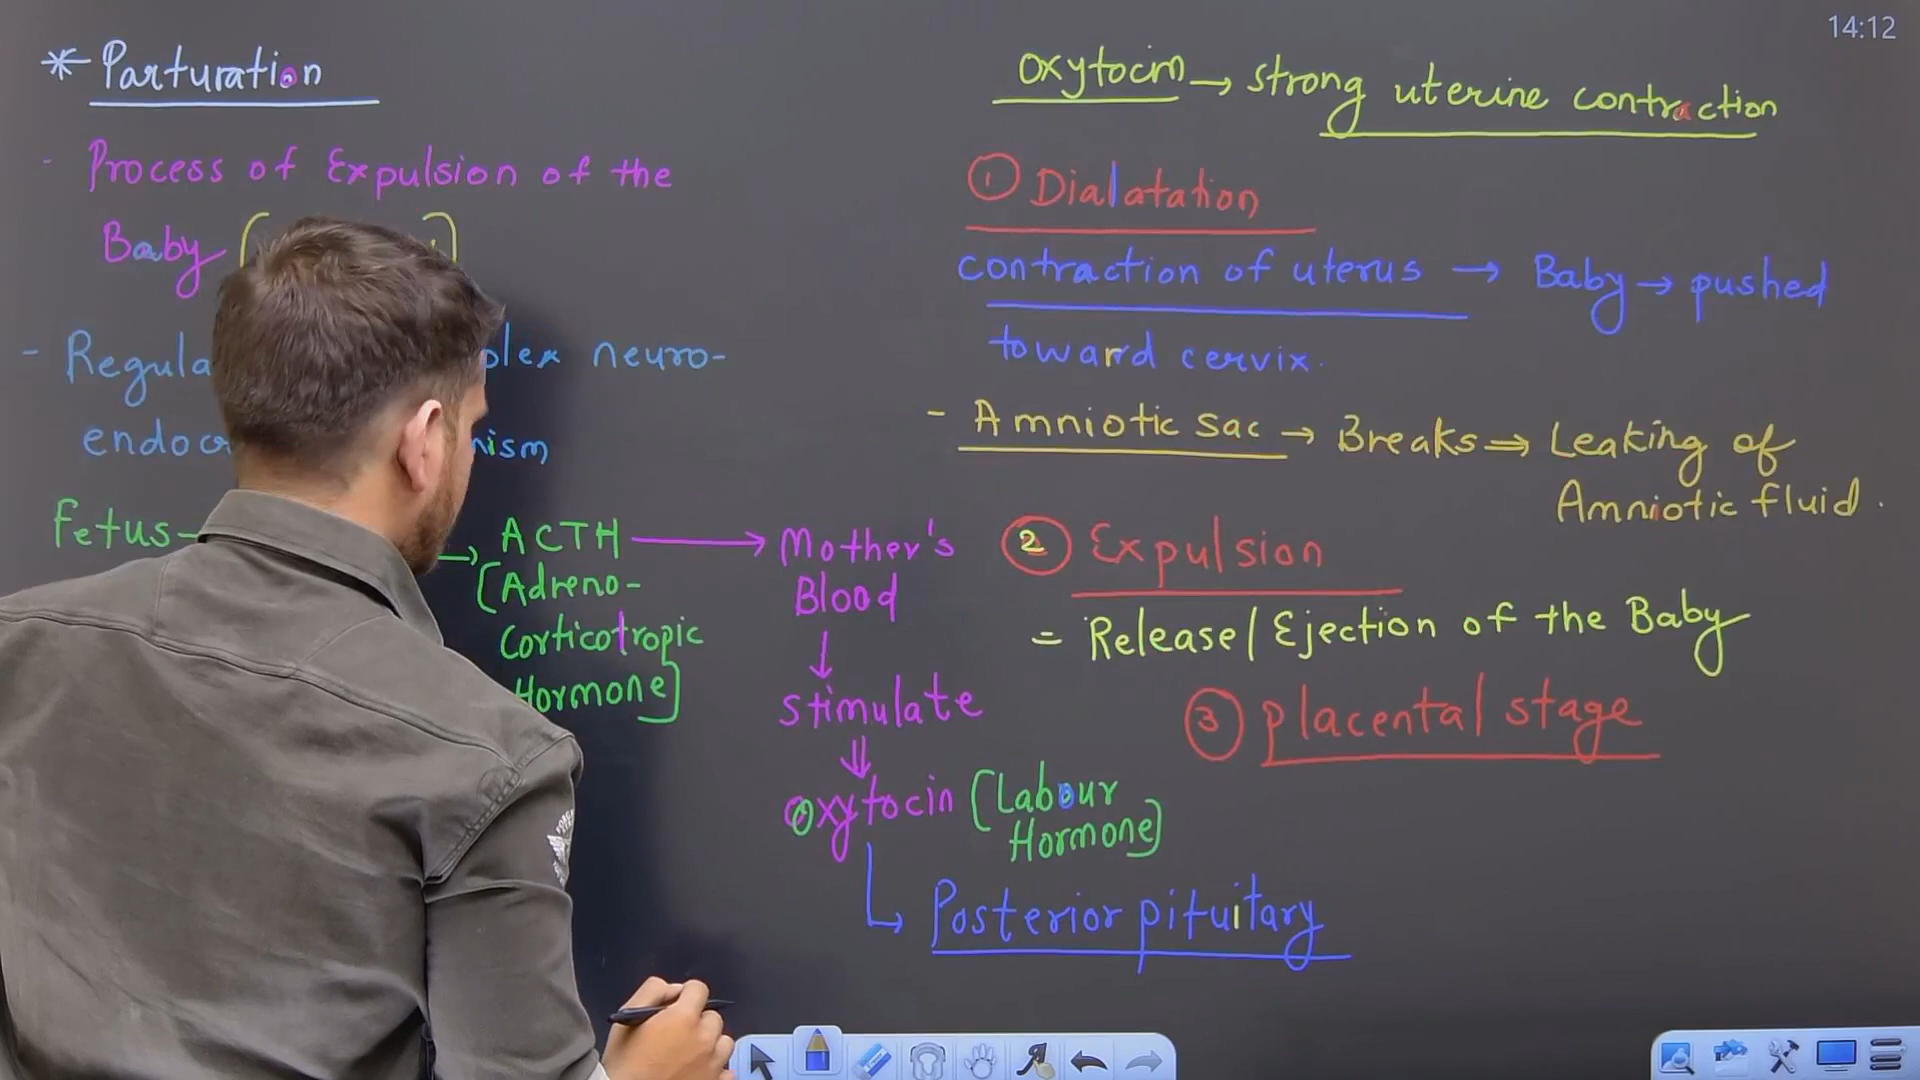 14:12
* Parturation
- Process of Expulsion of the
Baby
- Regula plex neuro-
endocr nism
Fetus → ACTH → Mother's
[Adreno-
Corticotropic
Hormone]
Blood
↓
stimulate
⇓
oxytocin [Labour
Hormone]
↳ Posterior pituitary
oxytocin → strong uterine contraction
① Dialatation
contraction of uterus → Baby → pushed
toward cervix.
- Amniotic sac → Breaks ⇒ Leaking of
Amniotic fluid.
② Expulsion
= Release/Ejection of the Baby
③ placental stage